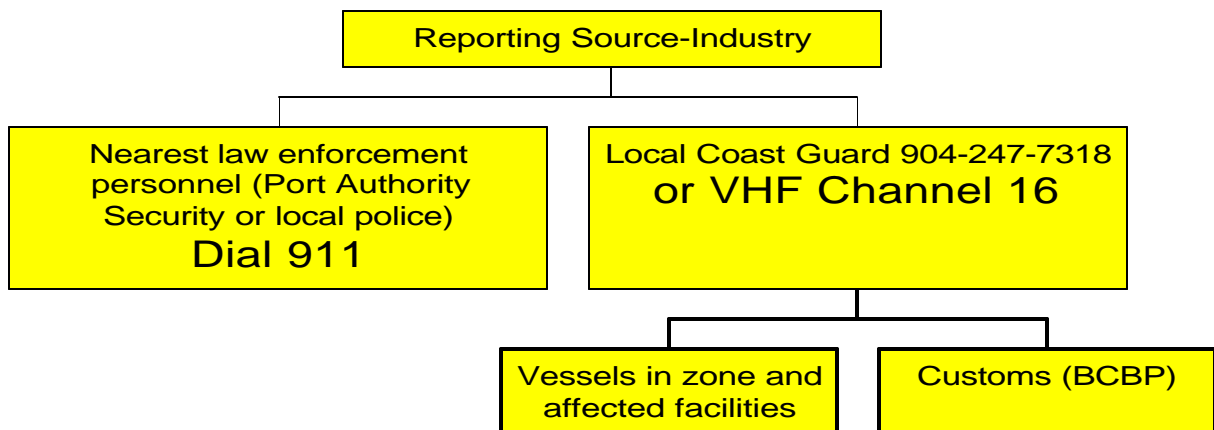 Reporting Source-Industry
Nearest law enforcement
personnel (Port Authority
Security or local police)
Dial 911
Local Coast Guard 904-247-7318
or VHF Channel 16
Vessels in zone and
affected facilities
Customs (BCBP)